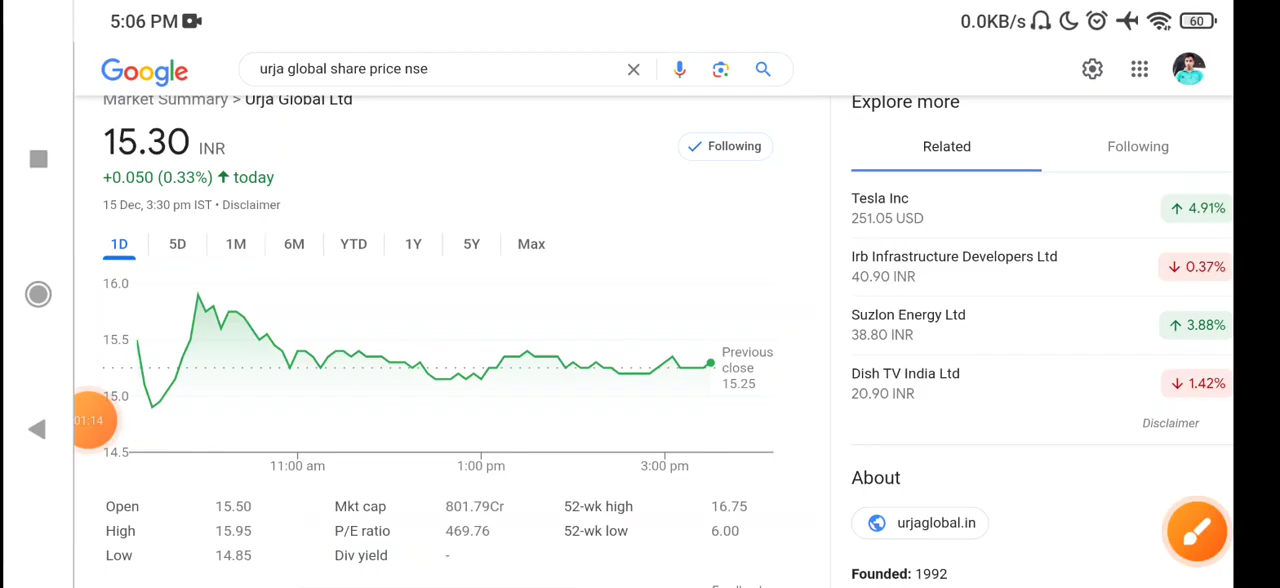 5:06 PM
0.0KB/s
60
Google
urja global share price nse
Market Summary > Urja Global Ltd
15.30 INR
Following
+0.050 (0.33%) ↑ today
15 Dec, 3:30 pm IST • Disclaimer
1D 5D 1M 6M YTD 1Y 5Y Max
16.0
15.5
15.0
14.5
Previous
close
15.25
11:00 am 1:00 pm 3:00 pm
01:14
Open 15.50 Mkt cap 801.79Cr 52-wk high 16.75
High 15.95 P/E ratio 469.76 52-wk low 6.00
Low 14.85 Div yield -
Explore more
Related Following
Tesla Inc
251.05 USD
↑ 4.91%
Irb Infrastructure Developers Ltd
40.90 INR
↓ 0.37%
Suzlon Energy Ltd
38.80 INR
↑ 3.88%
Dish TV India Ltd
20.90 INR
↓ 1.42%
Disclaimer
About
urjaglobal.in
Founded: 1992